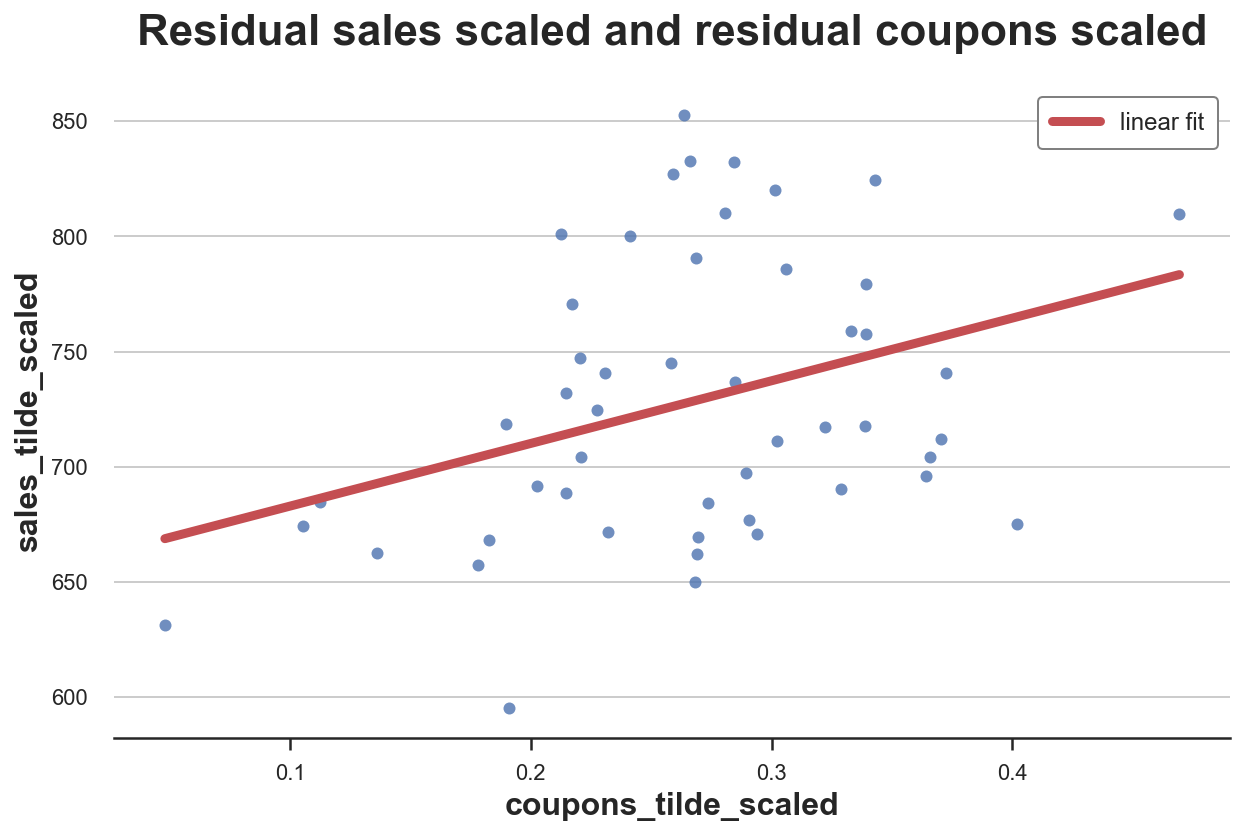 Residual sales scaled and residual coupons scaled
linear fit
sales_tilde_scaled
850
800
750
700
650
600
0.1
0.2
0.3
0.4
coupons_tilde_scaled